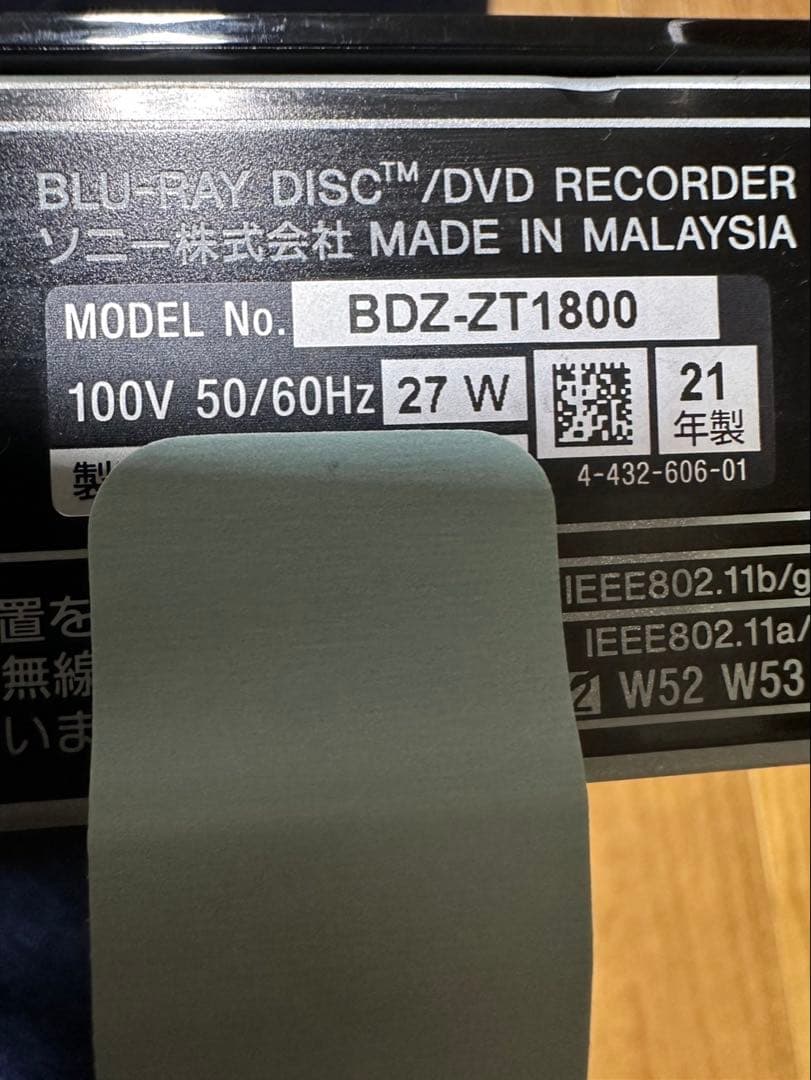 BLU-RAY DISC™/DVD RECORDER
ソニー株式会社 MADE IN MALAYSIA
MODEL No. BDZ-ZT1800
100V 50/60Hz 27 W
21
年製
製
4-432-606-01
IEEE802.11b/g
置を
IEEE802.11a/
無線
2 W52 W53
いま